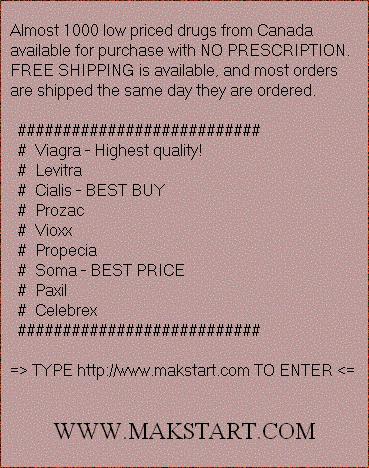 Almost 1000 low priced drugs from Canada
available for purchase with NO PRESCRIPTION.
FREE SHIPPING is available, and most orders
are shipped the same day they are ordered.
###########################
# Viagra - Highest quality!
# Levitra
# Cialis - BEST BUY
# Prozac
# Vioxx
# Propecia
# Soma - BEST PRICE
# Paxil
# Celebrex
###########################
=> TYPE http://www.makstart.com TO ENTER <=
WWW.MAKSTART.COM